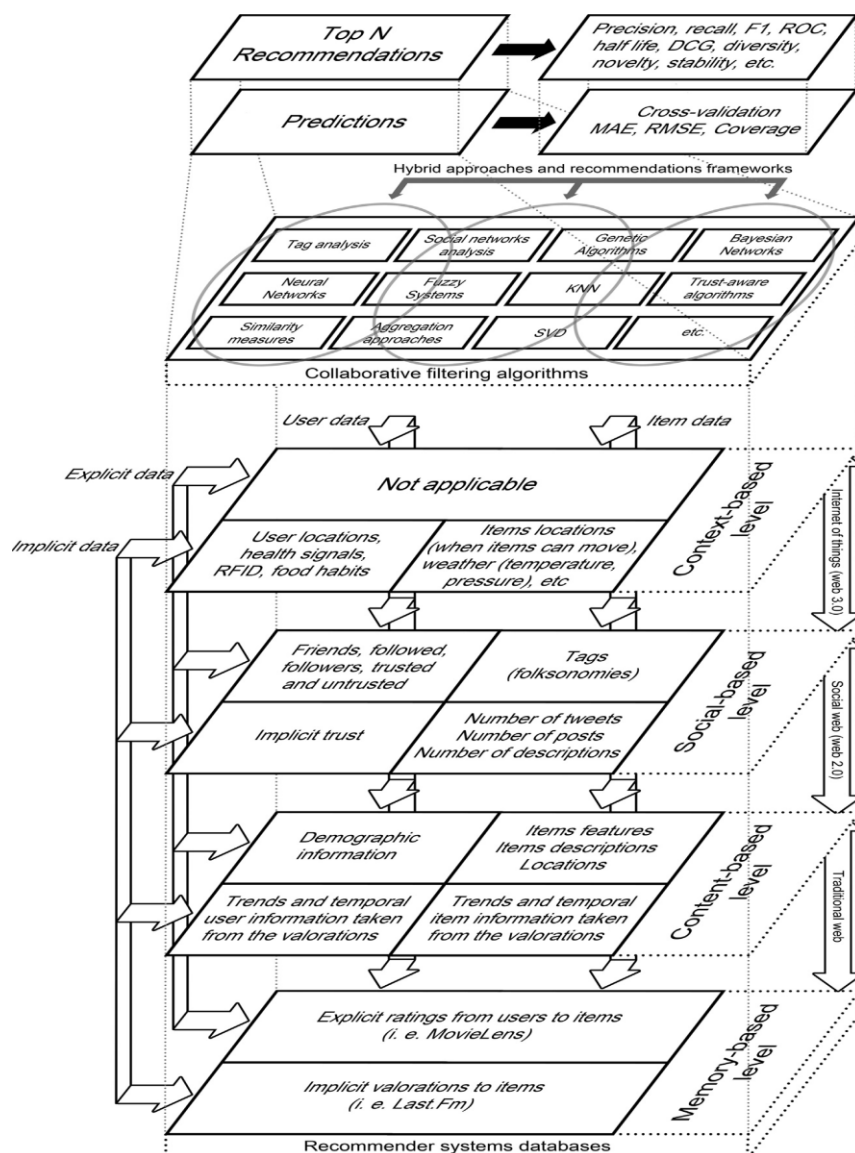 Top N
Recommendations
Precision, recall, F1, ROC,
half life, DCG, diversity,
novelty, stability, etc.
Predictions
Cross-validation
MAE, RMSE, Coverage
Hybrid approaches and recommendations frameworks
Tag analysis
Social networks
analysis
Genetic
Algorithms
Bayesian
Networks
Neural
Networks
Fuzzy
Systems
KNN
Trust-aware
algorithms
Similarity
measures
Aggregation
approaches
SVD
etc.
Collaborative filtering algorithms
User data
Item data
Explicit data
Implicit data
Not applicable
User locations,
health signals,
RFID, food habits
Items locations
(when items can move),
weather (temperature,
pressure), etc
Context-based
level
Internet of things (web 3.0)
Friends, followed,
followers, trusted
and untrusted
Tags
(folksonomies)
Implicit trust
Number of tweets
Number of posts
Number of descriptions
Social-based
level
Social web (web 2.0)
Demographic
information
Items features
Items descriptions
Locations
Trends and temporal
user information taken
from the valorations
Trends and temporal
item information taken
from the valorations
Content-based
level
Traditional web
Explicit ratings from users to items
(i. e. MovieLens)
Implicit valorations to items
(i. e. Last.Fm)
Memory-based
level
Recommender systems databases